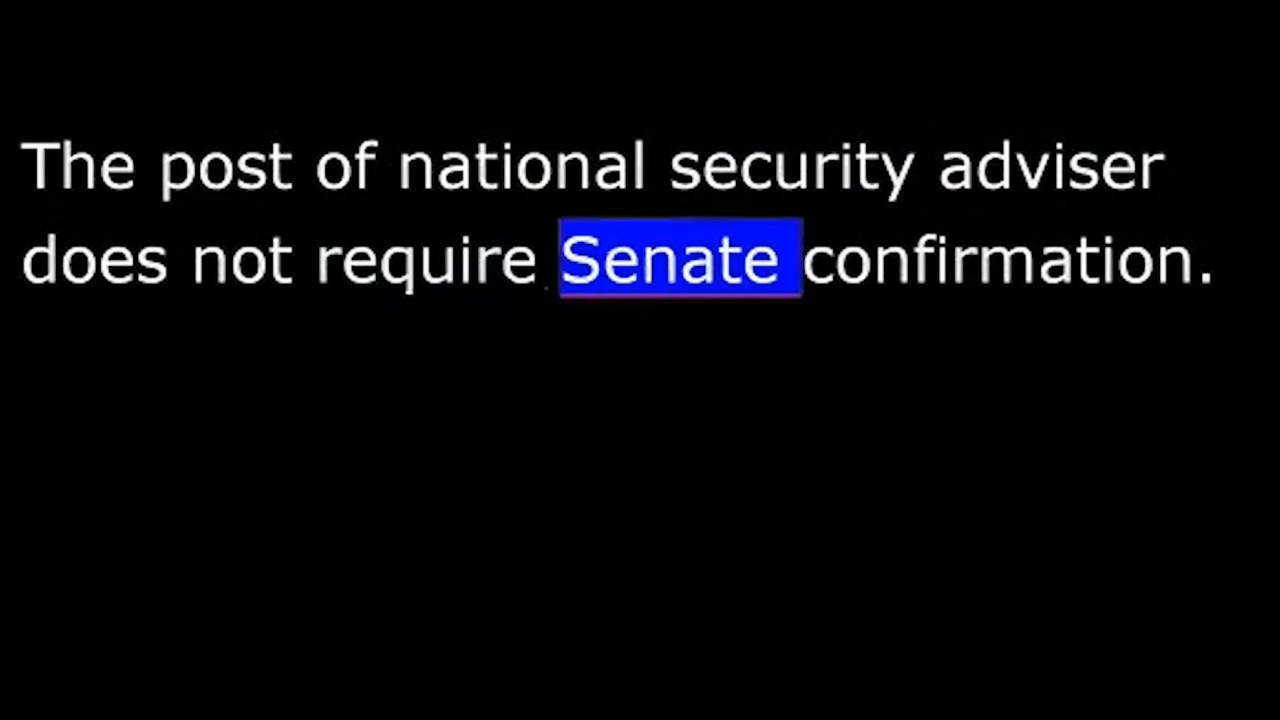 The post of national security adviser
does not require Senate confirmation.